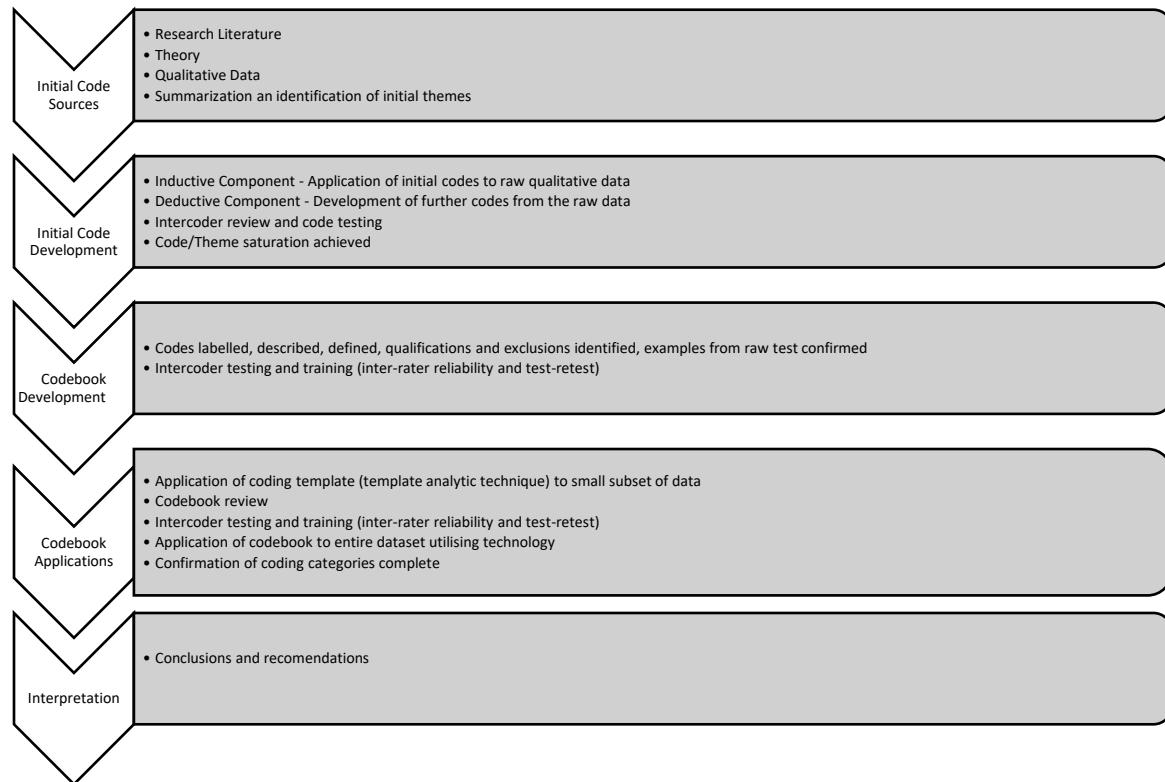 Initial Code
Sources
• Research Literature
• Theory
• Qualitative Data
• Summarization an identification of initial themes
Initial Code
Development
• Inductive Component - Application of initial codes to raw qualitative data
• Deductive Component - Development of further codes from the raw data
• Intercoder review and code testing
• Code/Theme saturation achieved
Codebook
Development
• Codes labelled, described, defined, qualifications and exclusions identified, examples from raw test confirmed
• Intercoder testing and training (inter-rater reliability and test-retest)
Codebook
Applications
• Application of coding template (template analytic technique) to small subset of data
• Codebook review
• Intercoder testing and training (inter-rater reliability and test-retest)
• Application of codebook to entire dataset utilising technology
• Confirmation of coding categories complete
Interpretation
• Conclusions and recomendations